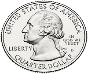 UNITED STATES OF AMERICA
LIBERTY
IN
GOD WE
TRUST
QUARTER DOLLAR